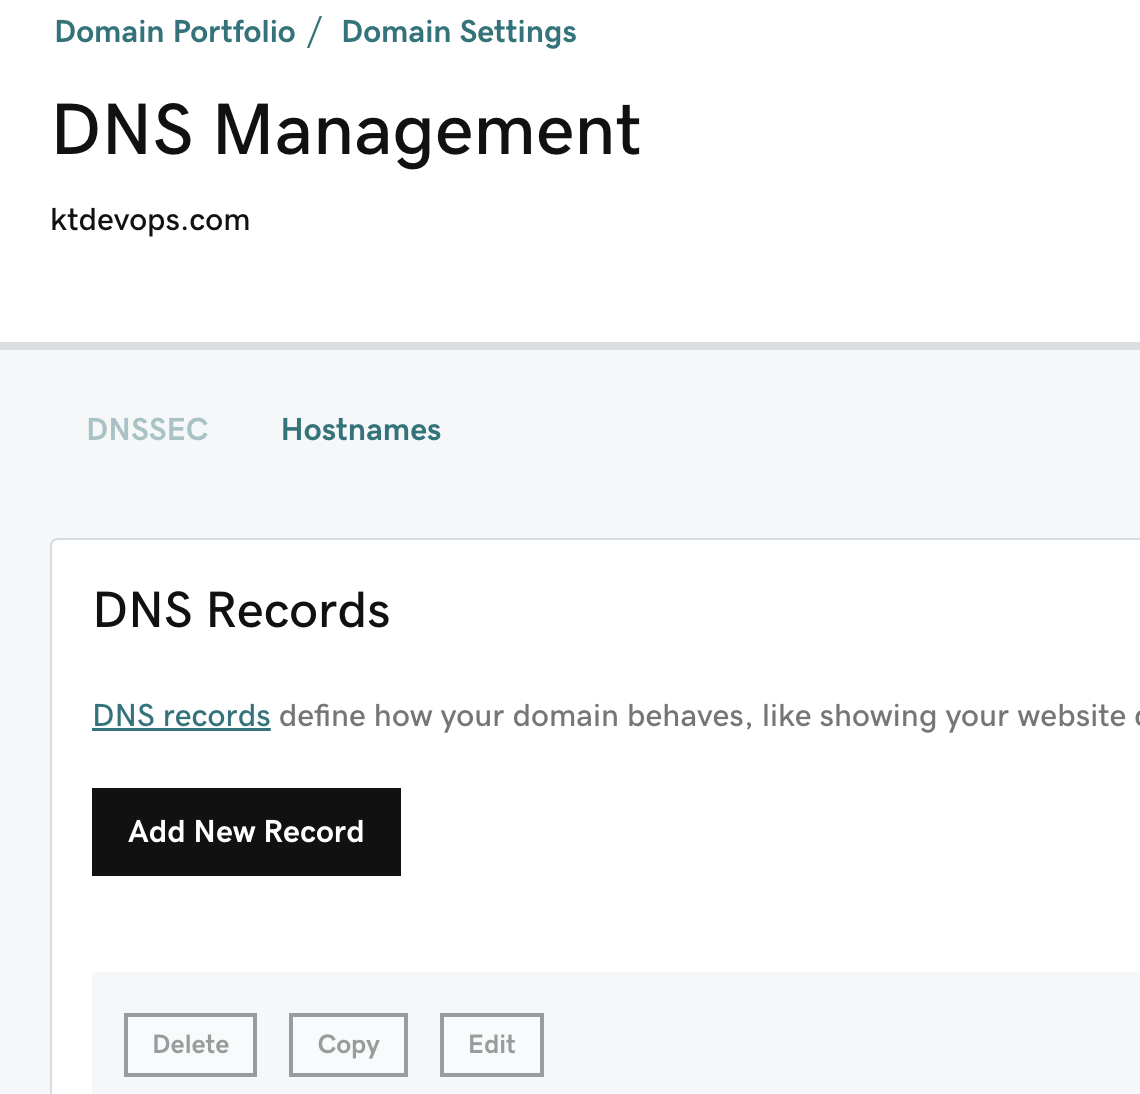 Domain Portfolio / Domain Settings
DNS Management
ktdevops.com
DNSSEC Hostnames
DNS Records
DNS records define how your domain behaves, like showing your website
Add New Record
Delete Copy Edit